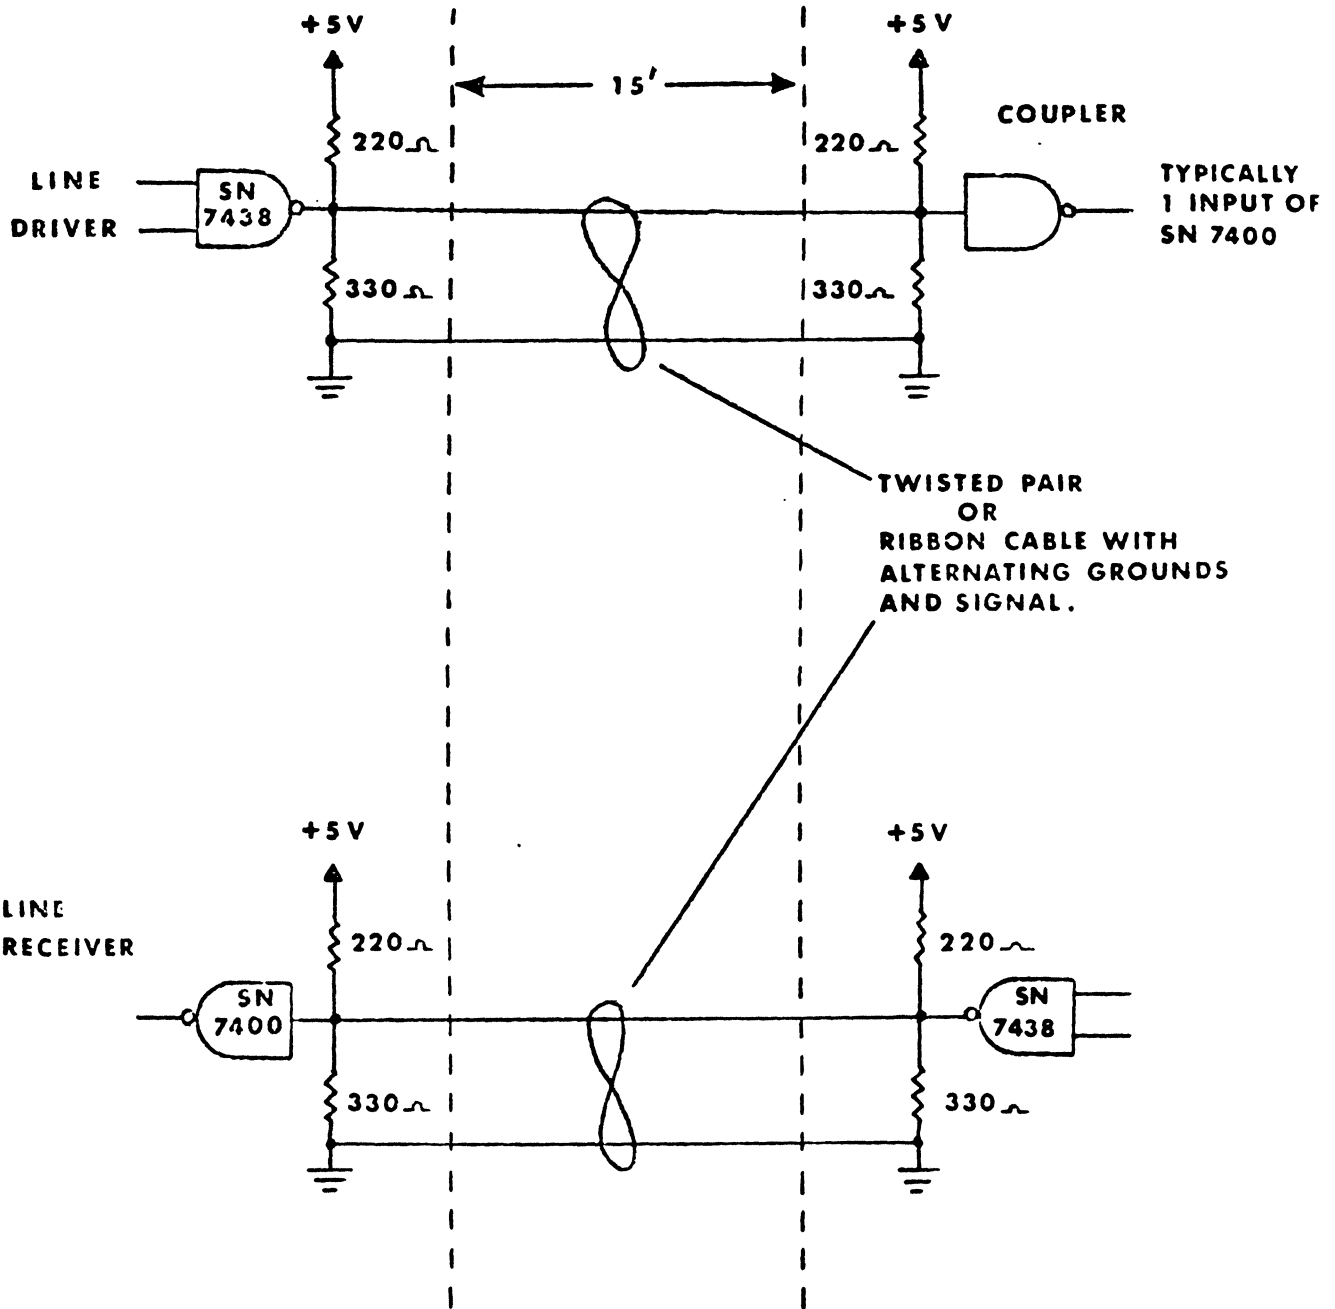 +5V
+5V
15'
COUPLER
220Ω
220Ω
LINE
DRIVER
SN
7438
TYPICALLY
1 INPUT OF
SN 7400
330Ω
330Ω
TWISTED PAIR
OR
RIBBON CABLE WITH
ALTERNATING GROUNDS
AND SIGNAL.
+5V
+5V
LINE
RECEIVER
220Ω
220Ω
SN
7400
SN
7438
330Ω
330Ω